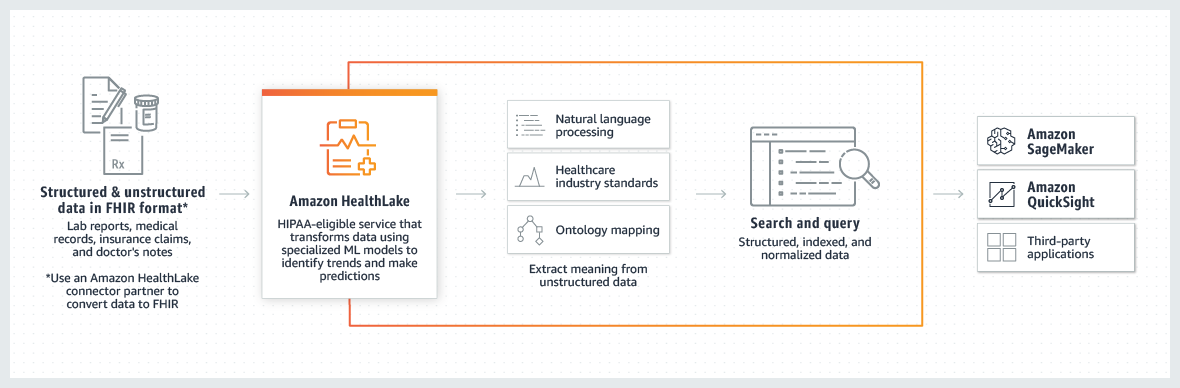 Rx
Structured & unstructured
data in FHIR format*
Lab reports, medical
records, insurance claims,
and doctor's notes
*Use an Amazon HealthLake
connector partner to
convert data to FHIR
Amazon HealthLake
HIPAA-eligible service that
transforms data using
specialized ML models to
identify trends and make
predictions
Natural language
processing
Healthcare
industry standards
Ontology mapping
Extract meaning from
unstructured data
Search and query
Structured, indexed, and
normalized data
Amazon
SageMaker
Amazon
QuickSight
Third-party
applications